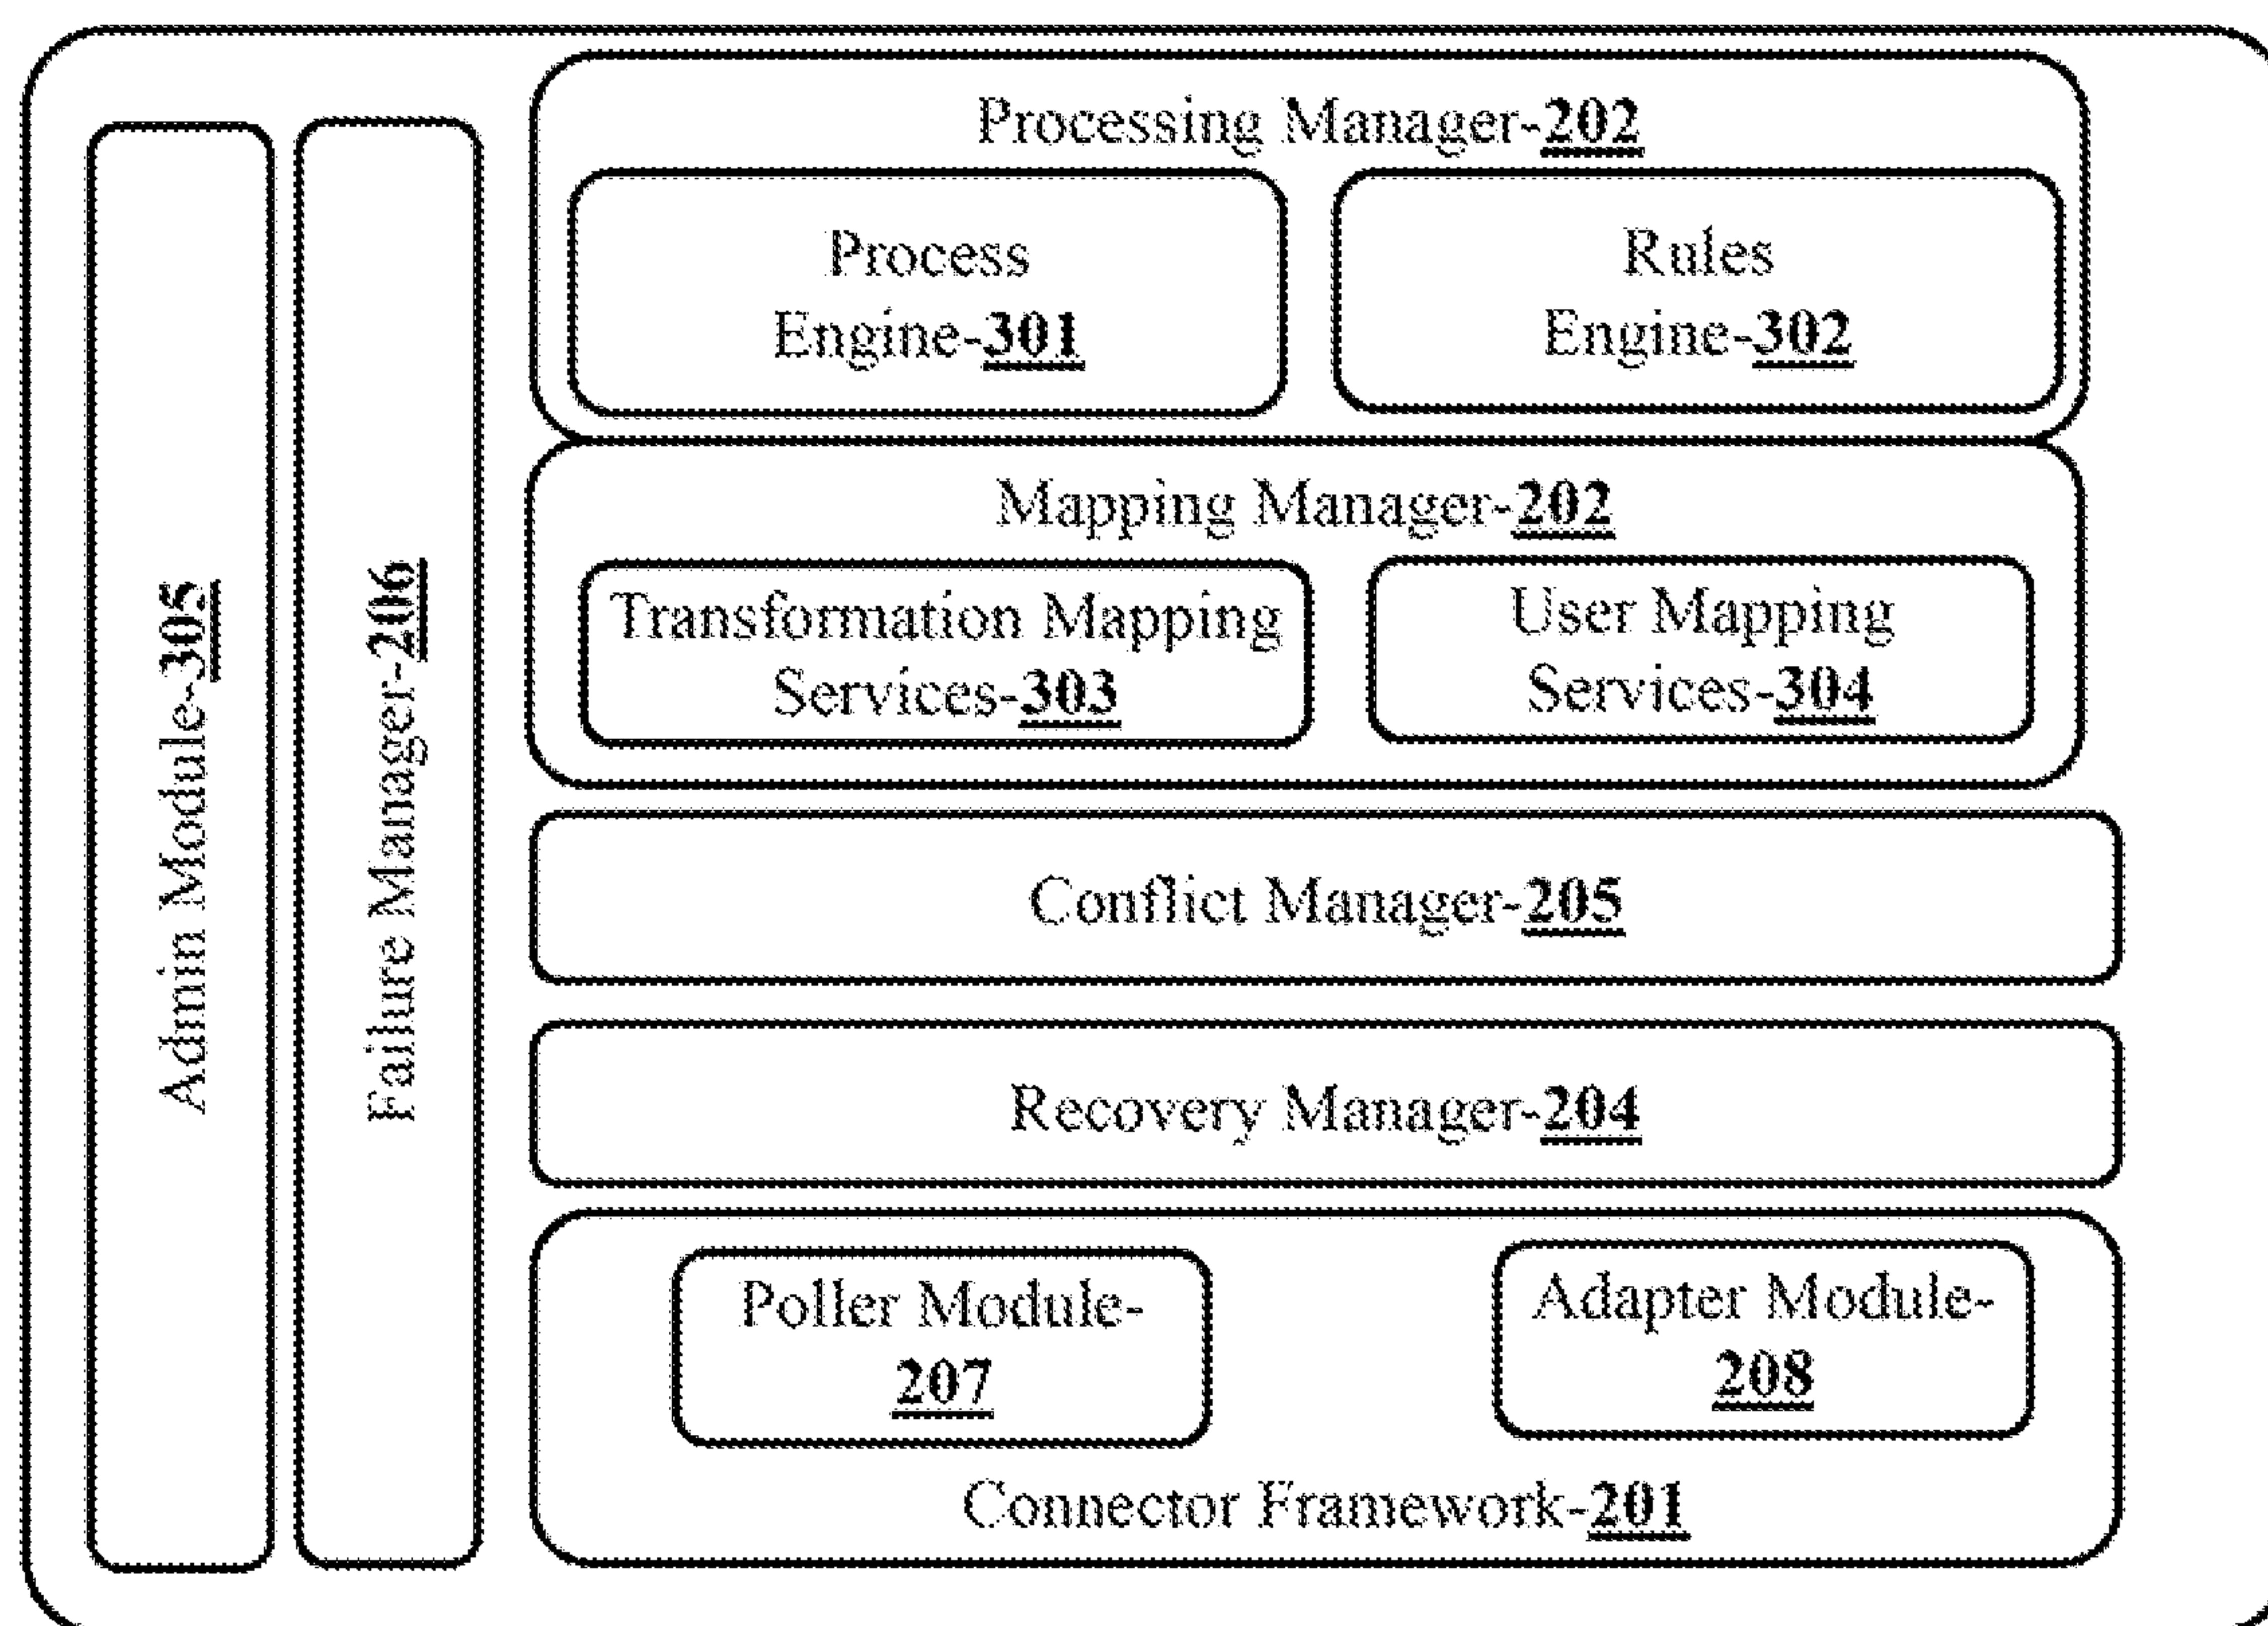 Admin Module-305
Failure Manager-206
Processing Manager-202
Process
Engine-301
Rules
Engine-302
Mapping Manager-202
Transformation Mapping
Services-303
User Mapping
Services-304
Conflict Manager-205
Recovery Manager-204
Poller Module-
207
Adapter Module-
208
Connector Framework-201